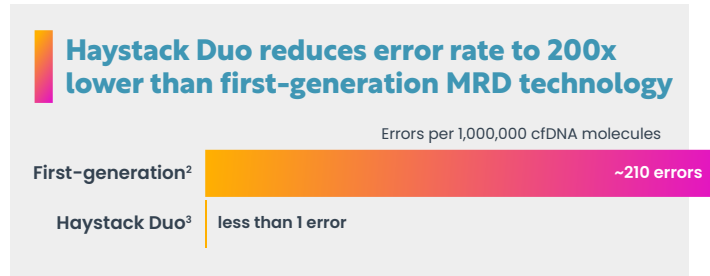 Haystack Duo reduces error rate to 200x
lower than first-generation MRD technology
Errors per 1,000,000 cfDNA molecules
First-generation²
~210 errors
Haystack Duo³
less than 1 error